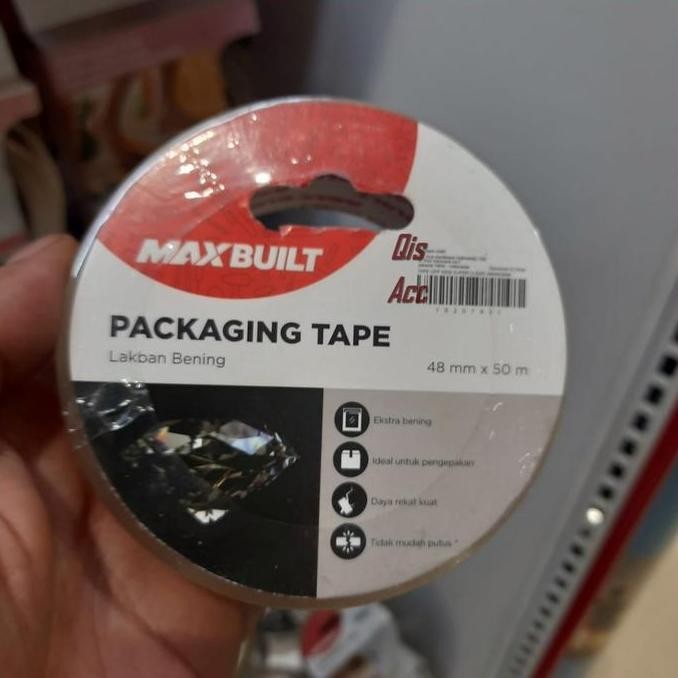 MAXBUILT
Qis
Acc
PACKAGING TAPE
Lakban Bening
48 mm x 50 m
Ekstra bening
Ideal untuk pengepakan
Daya rekat kuat
Tidak mudah putus *